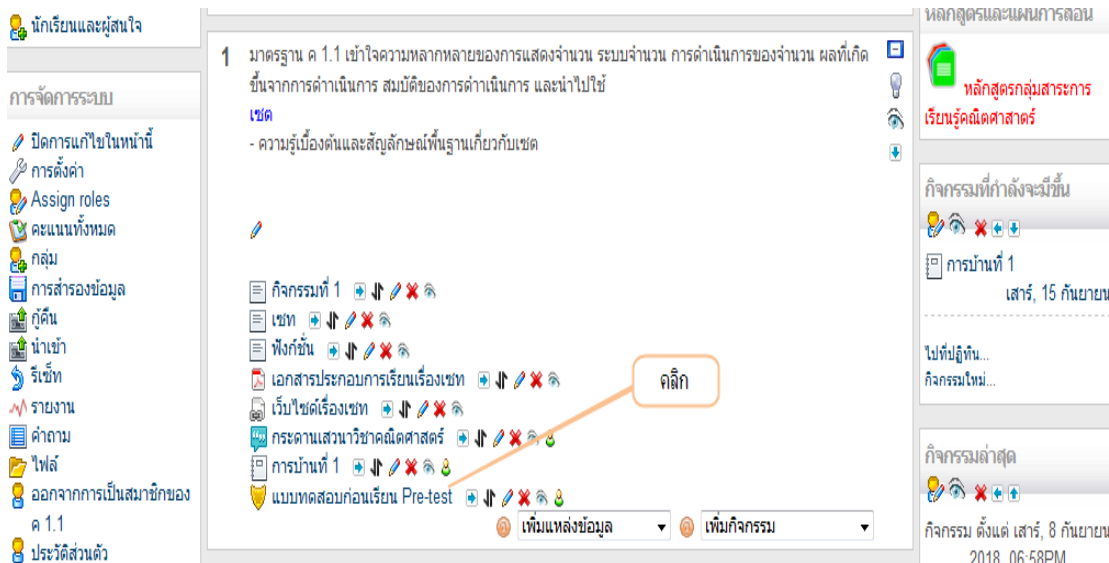 นักเรียนและผู้สนใจ
การจัดการระบบ
ปิดการแก้ไขในหน้านี้
การตั้งค่า
Assign roles
คะแนนทั้งหมด
กลุ่ม
การสำรองข้อมูล
กู้คืน
นำเข้า
รีเซ็ท
รายงาน
คำถาม
ไฟล์
ออกจากการเป็นสมาชิกของ
ค 1.1
ประวัติส่วนตัว
1 มาตรฐาน ค 1.1 เข้าใจความหลากหลายของการแสดงจำนวน ระบบจำนวน การดำเนินการของจำนวน ผลที่เกิด
ขึ้นจากการดำาเนินการ สมบัติของการดำาเนินการ และนำไปใช้
เซต
- ความรู้เบื้องต้นและสัญลักษณ์พื้นฐานเกี่ยวกับเซต
กิจกรรมที่ 1
เซท
ฟังก์ชั่น
เอกสารประกอบการเรียนเรื่องเซท
เว็บไซต์เรื่องเซท
กระดานเสวนาวิชาคณิตศาสตร์
การบ้านที่ 1
แบบทดสอบก่อนเรียน Pre-test
เพิ่มแหล่งข้อมูล เพิ่มกิจกรรม
คลิก
หลักสูตรและแผนการสอน
หลักสูตรกลุ่มสาระการ
เรียนรู้คณิตศาสตร์
กิจกรรมที่กำลังจะมีขึ้น
การบ้านที่ 1
เสาร์, 15 กันยายน
ไปที่ปฏิทิน...
กิจกรรมใหม่...
กิจกรรมล่าสุด
กิจกรรม ตั้งแต่ เสาร์, 8 กันยายน
2018, 06:58PM